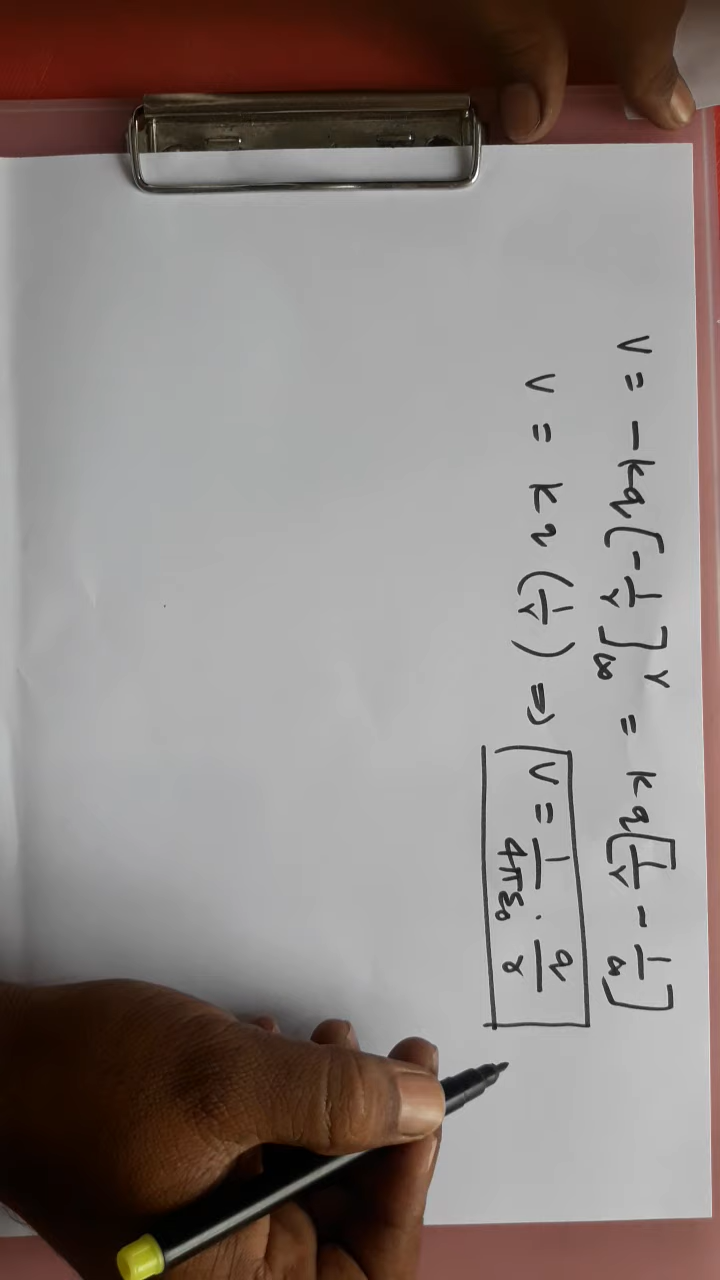 V = -kq[-1/r]^r_∞ = kq[1/r - 1/∞]
V = kq(1/r) => V = 1/4πε₀ · q/r